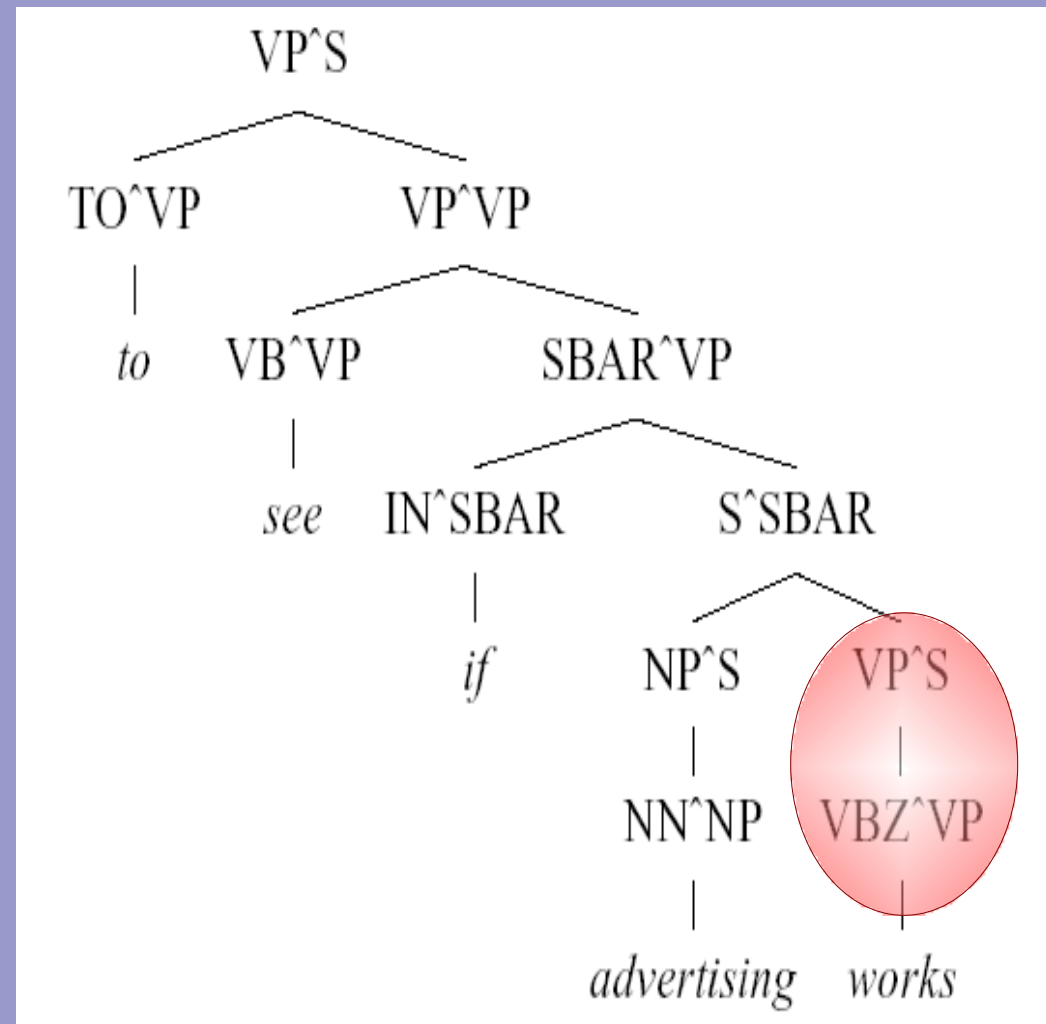 VP^S
TO^VP VP^VP
to VB^VP SBAR^VP
see IN^SBAR S^SBAR
if NP^S VP^S
NN^NP VBZ^VP
advertising works